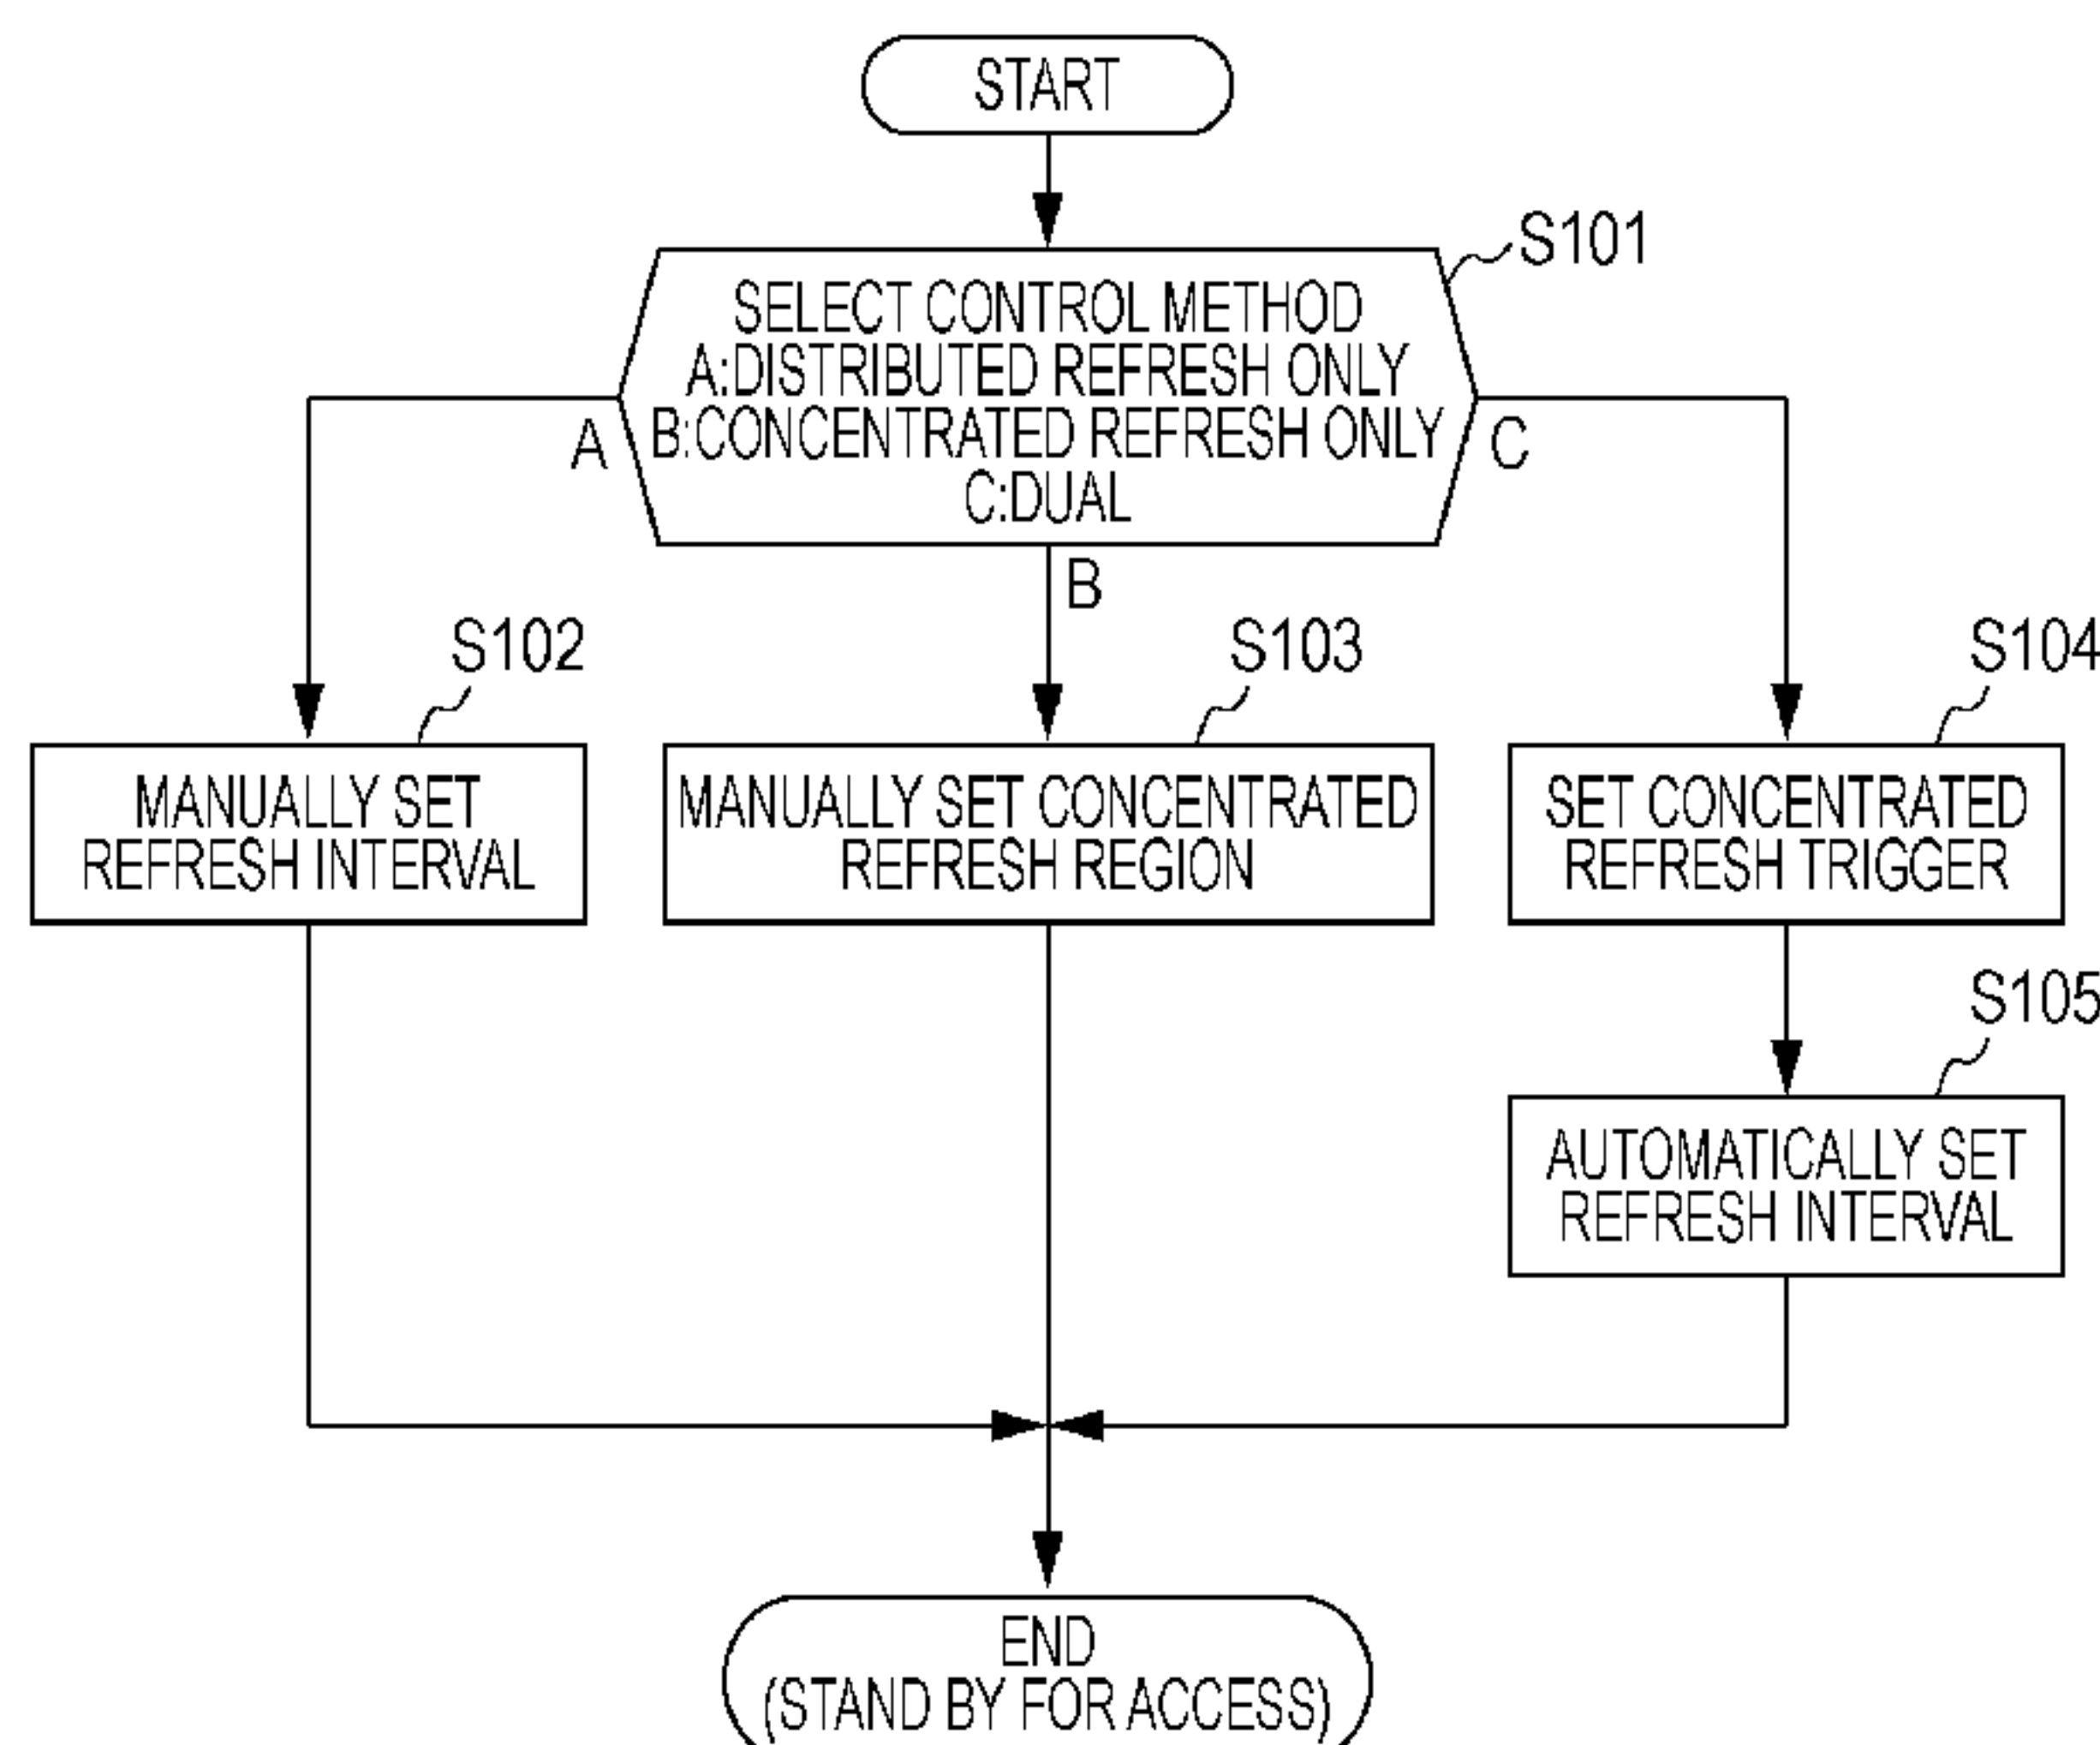 START
S101
SELECT CONTROL METHOD
A:DISTRIBUTED REFRESH ONLY
B:CONCENTRATED REFRESH ONLY
C:DUAL
A
B
C
S102
MANUALLY SET
REFRESH INTERVAL
S103
MANUALLY SET CONCENTRATED
REFRESH REGION
S104
SET CONCENTRATED
REFRESH TRIGGER
S105
AUTOMATICALLY SET
REFRESH INTERVAL
END
(STAND BY FOR ACCESS)